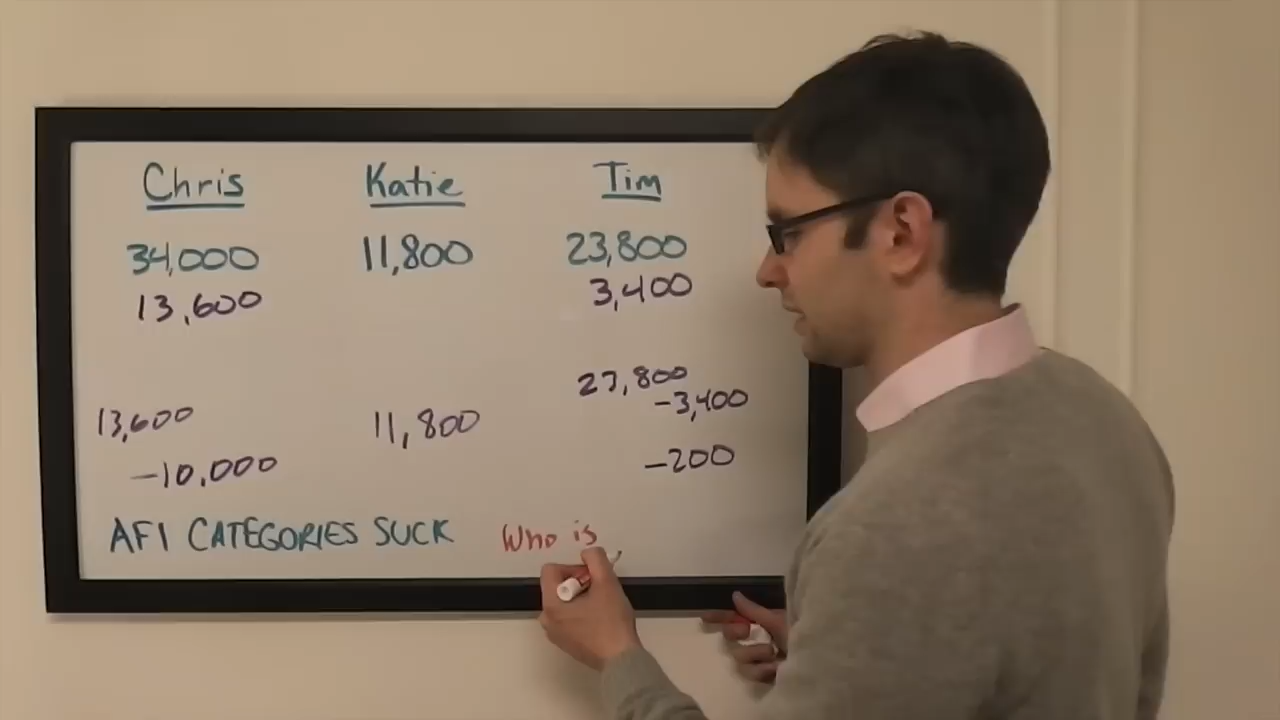 Chris Katie Tim
34,000 11,800 23,800
13,600 3,400
27,800
-3,400
13,600 11,800
-10,000 -200
AFI CATEGORIES SUCK Who is